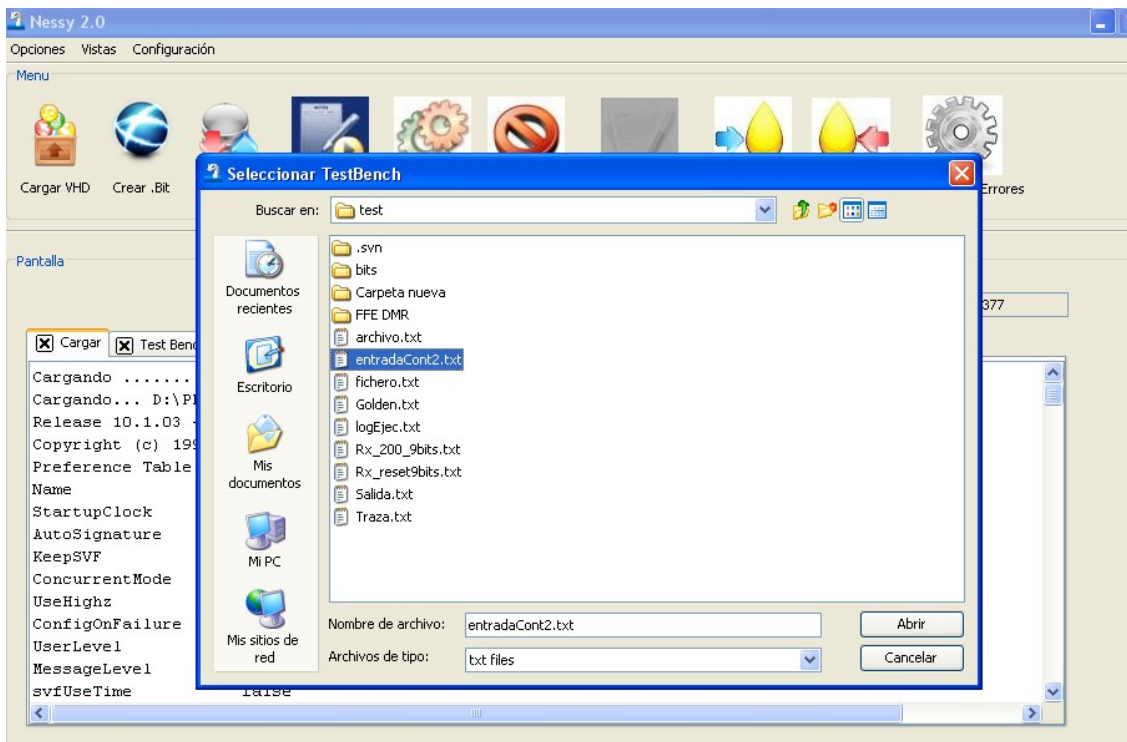 Nessy 2.0
Opciones Vistas Configuración
Menu
Cargar VHD Crear .Bit Errores
Seleccionar TestBench
Buscar en: test
.svn
bits
Carpeta nueva
FFE DMR
archivo.txt
entradaCont2.txt
fichero.txt
Golden.txt
logEjec.txt
Rx_200_9bits.txt
Rx_reset9bits.txt
Salida.txt
Traza.txt
Documentos
recientes
Escritorio
Mis
documentos
Mi PC
Mis sitios de
red
Nombre de archivo: entradaCont2.txt Abrir
Archivos de tipo: txt files Cancelar
Pantalla
377
Cargar Test Benc
Cargando .......
Cargando... D:\P
Release 10.1.03 -
Copyright (c) 199
Preference Table
Name
StartupClock
AutoSignature
KeepSVF
ConcurrentMode
UseHighz
ConfigOnFailure
UserLevel
MessageLevel
svfUseTime false